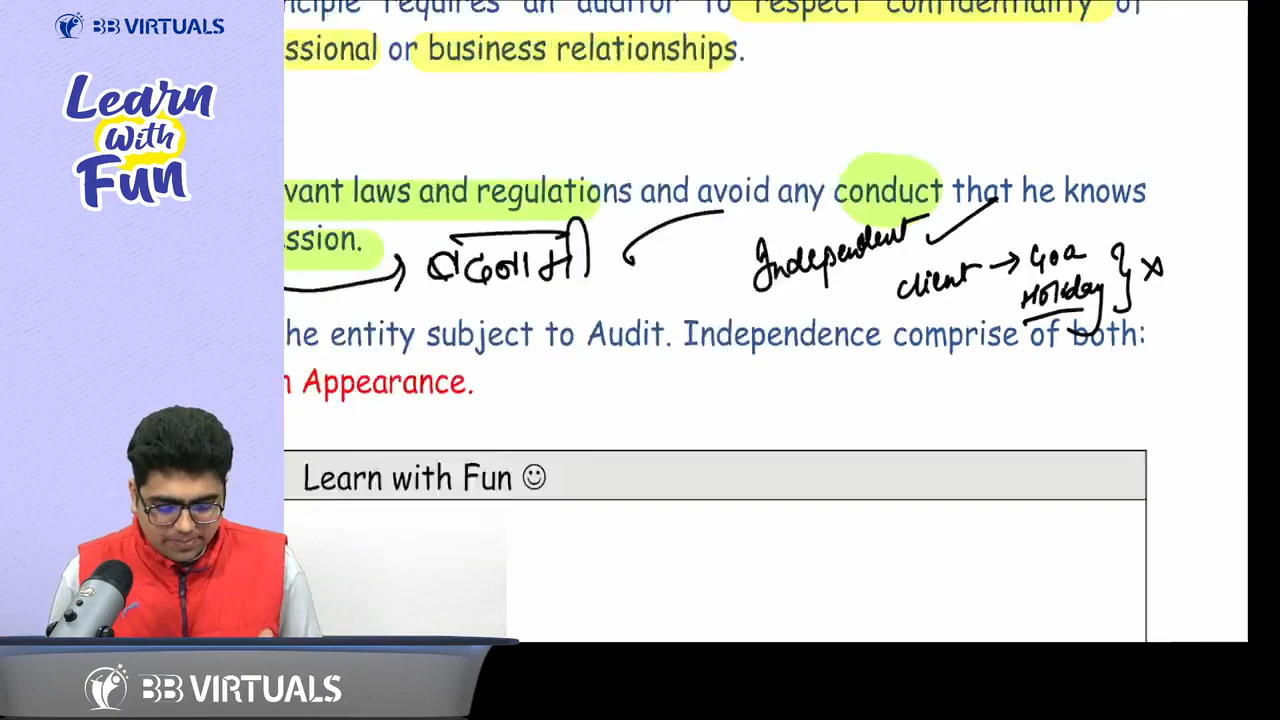 BB VIRTUALS
Learn
with
Fun
requires an auditor to respect confidentiality of
ssional or business relationships.
vant laws and regulations and avoid any conduct that he knows
ssion.
बदनामी
Independent
client → Goa
Holiday
he entity subject to Audit. Independence comprise of both:
n Appearance.
Learn with Fun ☺
BB VIRTUALS